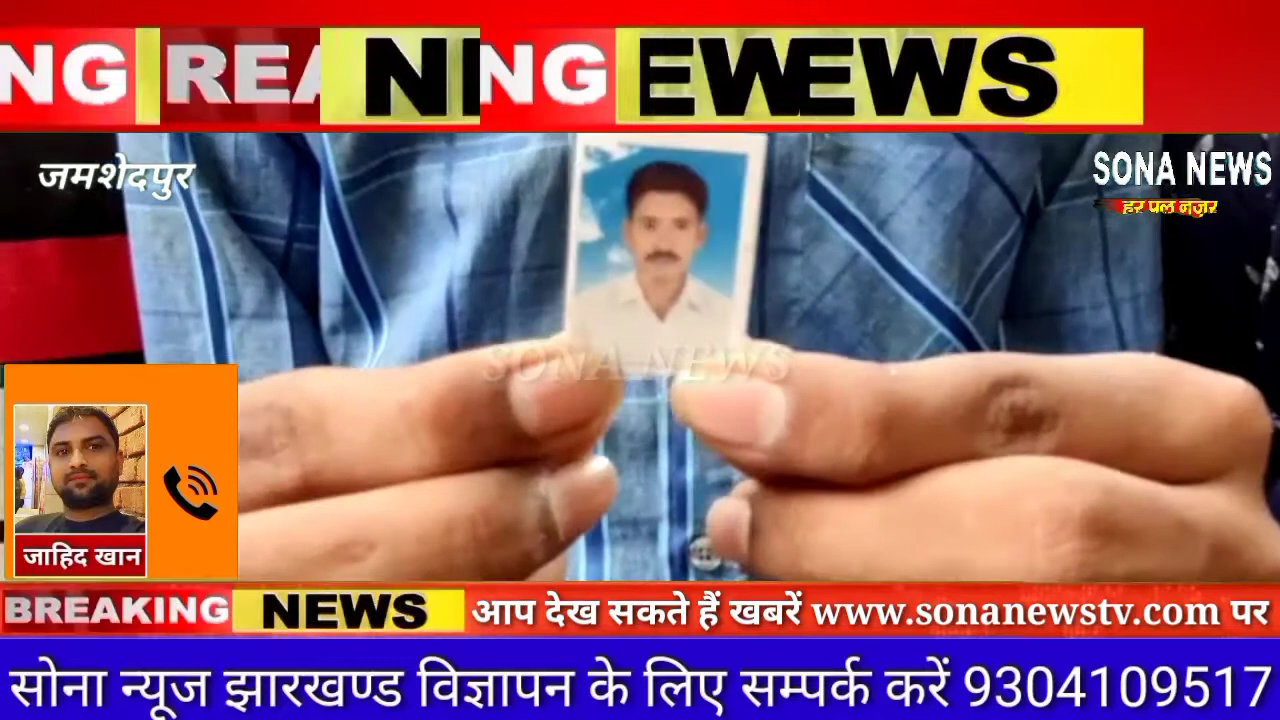 NG REA N NG EWEWS
जमशेदपुर
SONA NEWS
हर पल नज़र
SONA NEWS
जाहिद खान
BREAKING NEWS आप देख सकते हैं खबरें www.sonanewstv.com पर
सोना न्यूज झारखण्ड विज्ञापन के लिए सम्पर्क करें 9304109517